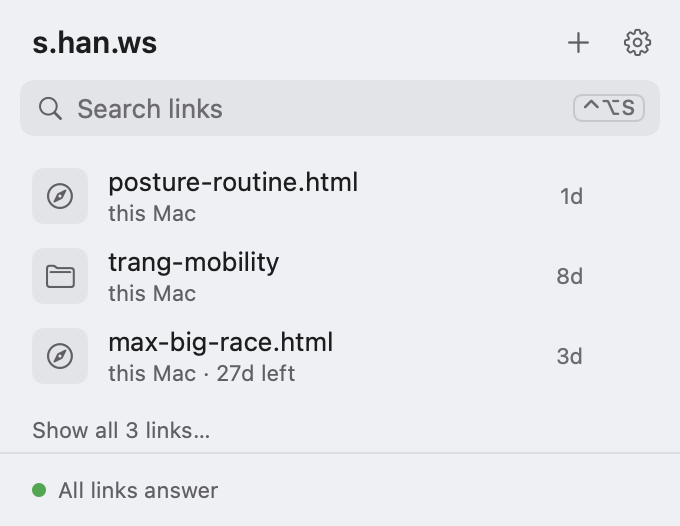 s.han.ws
Search links
^⌥S
posture-routine.html
1d
this Mac
trang-mobility
8d
this Mac
max-big-race.html
3d
this Mac · 27d left
Show all 3 links…
All links answer